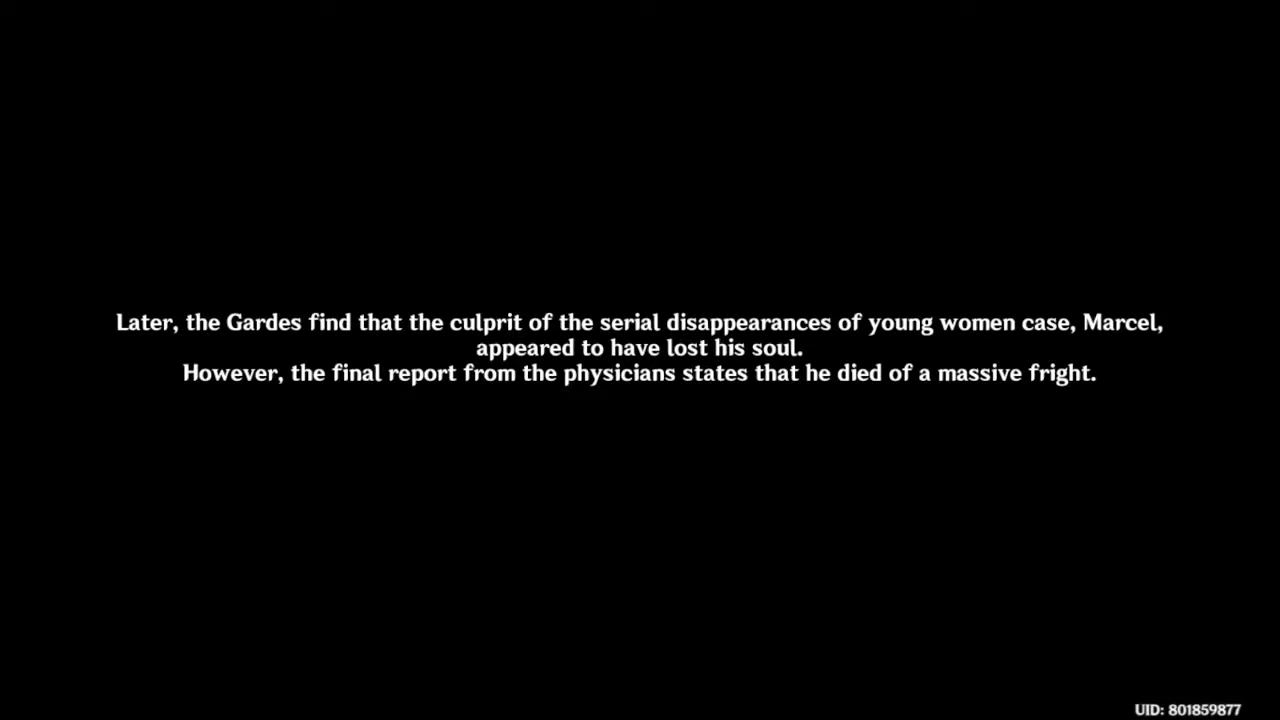 Later, the Gardes find that the culprit of the serial disappearances of young women case, Marcel,
appeared to have lost his soul.
However, the final report from the physicians states that he died of a massive fright.
UID: 801859877